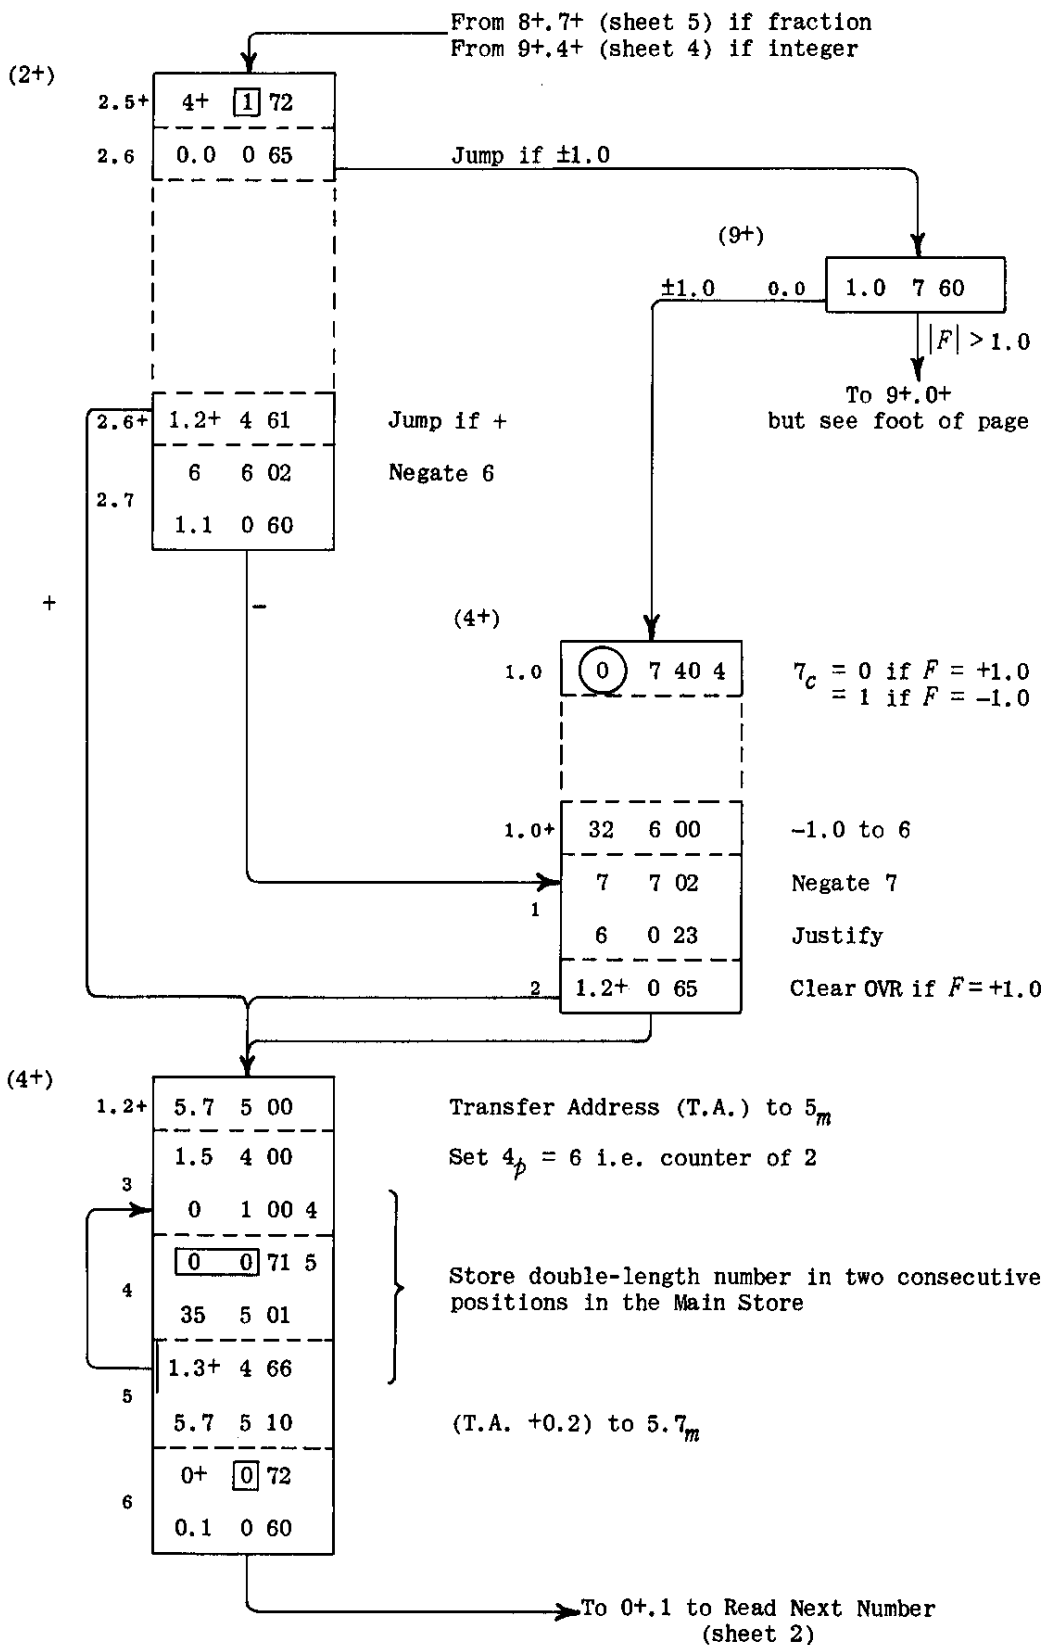 From 8+.7+ (sheet 5) if fraction
From 9+.4+ (sheet 4) if integer
(2+)
2.5+ 4+ 1 72
2.6 0.0 0 65 Jump if ±1.0
(9+)
±1.0 0.0 1.0 7 60
|F| > 1.0
To 9+.0+
but see foot of page
2.6+ 1.2+ 4 61 Jump if +
6 6 02 Negate 6
2.7
1.1 0 60
+ −
(4+)
1.0 0 7 40 4 7c = 0 if F = +1.0
= 1 if F = -1.0
1.0+ 32 6 00 -1.0 to 6
7 7 02 Negate 7
1
6 0 23 Justify
2 1.2+ 0 65 Clear OVR if F = +1.0
(4+)
1.2+ 5.7 5 00 Transfer Address (T.A.) to 5m
1.5 4 00 Set 4p = 6 i.e. counter of 2
3
0 1 00 4
0 0 71 5
4 Store double-length number in two consecutive
35 5 01 positions in the Main Store
1.3+ 4 66
5
5.7 5 10 (T.A. +0.2) to 5.7m
0+ 0 72
6
0.1 0 60
To 0+.1 to Read Next Number
(sheet 2)